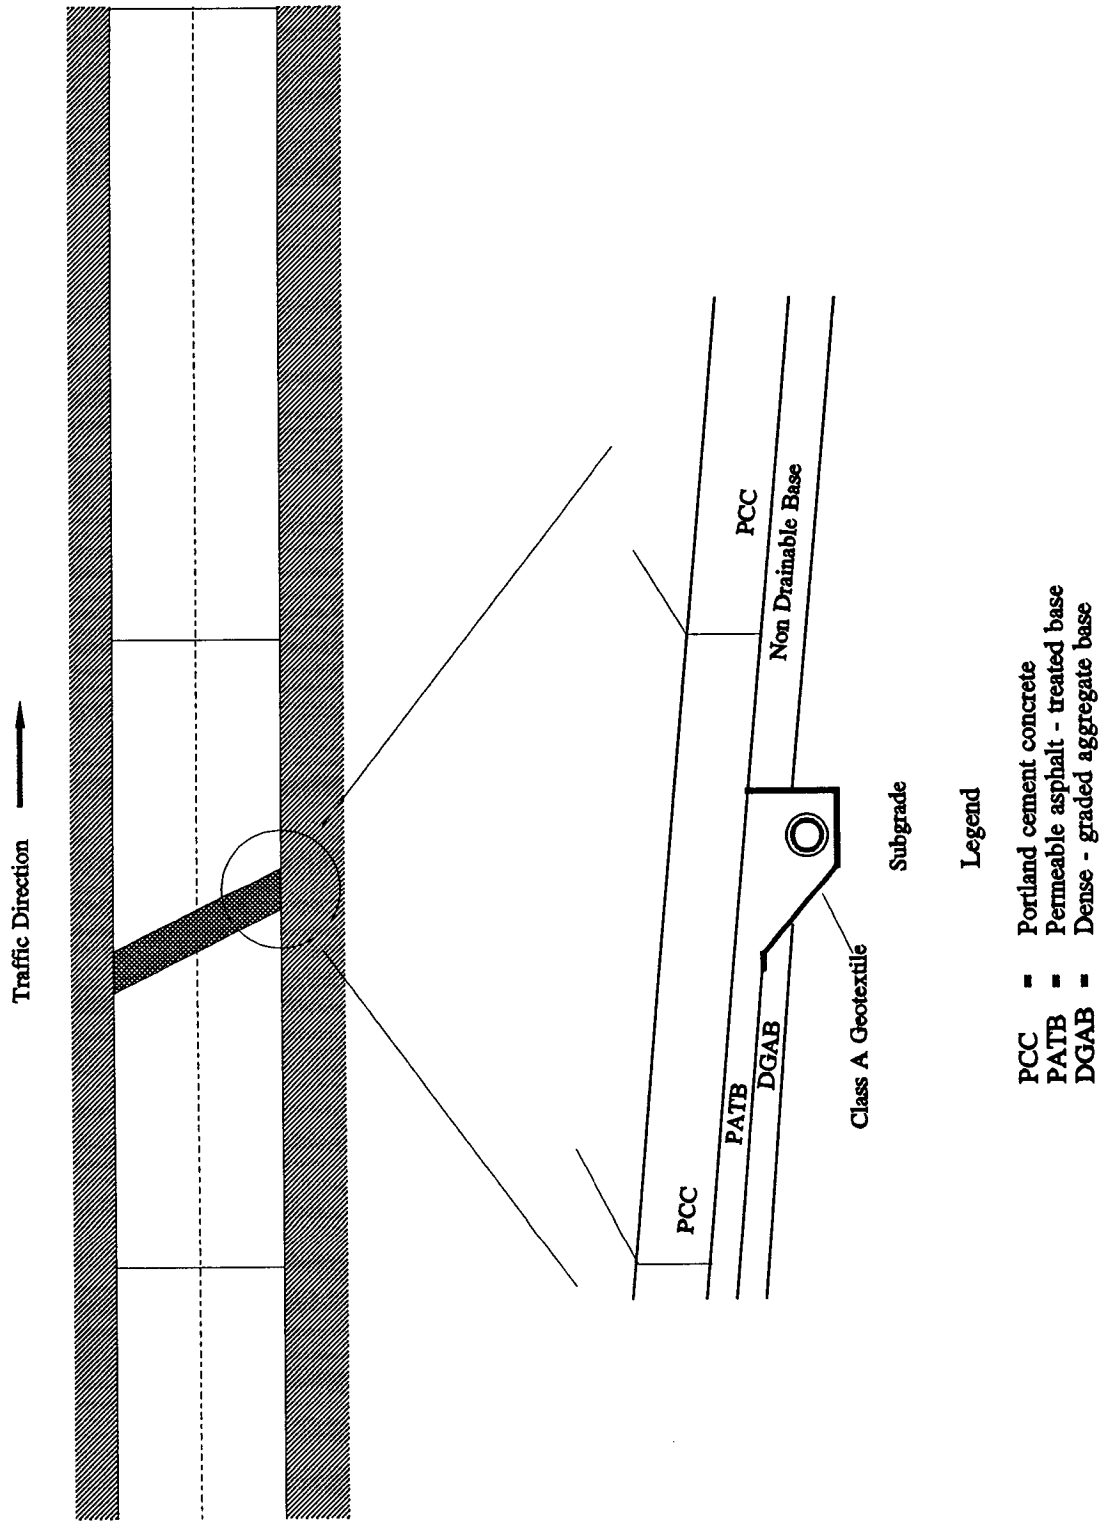 Traffic Direction
PCC
PATB
DGAB
PCC
Non Drainable Base
Class A Geotextile
Subgrade
Legend
PCC = Portland cement concrete
PATB = Permeable asphalt - treated base
DGAB = Dense - graded aggregate base